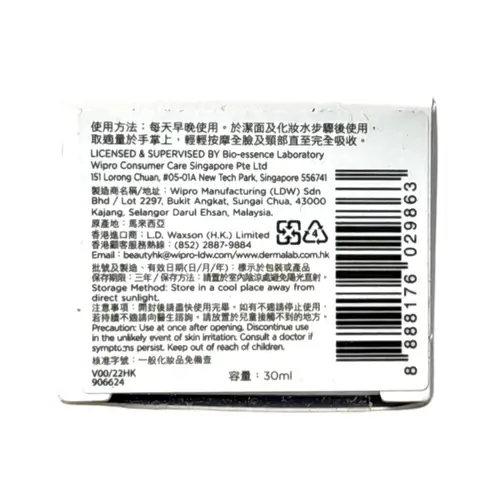 使用方法：每天早晚使用。於潔面及化妝水步驟後使用，
取適量於手掌上，輕輕按摩全臉及頸部直至完全吸收。
LICENSED & SUPERVISED BY Bio-essence Laboratory
Wipro Consumer Care Singapore Pte Ltd
151 Lorong Chuan, #05-01A New Tech Park, Singapore 556741
製造商名稱/地址：Wipro Manufacturing (LDW) Sdn
Bhd / Lot 2297, Bukit Angkat, Sungai Chua, 43000
Kajang, Selangor Darul Ehsan, Malaysia.
原產地：馬來西亞
香港進口商：L.D. Waxson (H.K.) Limited
香港顧客服務熱線：(852) 2887-9884
Email：beautyhk@wipro-ldw.com/www.dermalab.com.hk
批號及製造、有效日期(日/月/年)：標示於包裝或產品
保存期限：三年／保存方法：請置於室內陰涼處避免陽光直射
Storage Method: Store in a cool place away from
direct sunlight.
注意事項：開封後請盡快使用完畢。如有不適請停止使用，
若持續不適請向醫生諮詢。請放於兒童接觸不到的地方。
Precaution: Use at once after opening. Discontinue use
in the unlikely event of skin irritation. Consult a doctor if
symptoms persist. Keep out of reach of children.
核准字號：一般化妝品免備查
V00/22HK
906624
容量：30ml
8 888176 029863